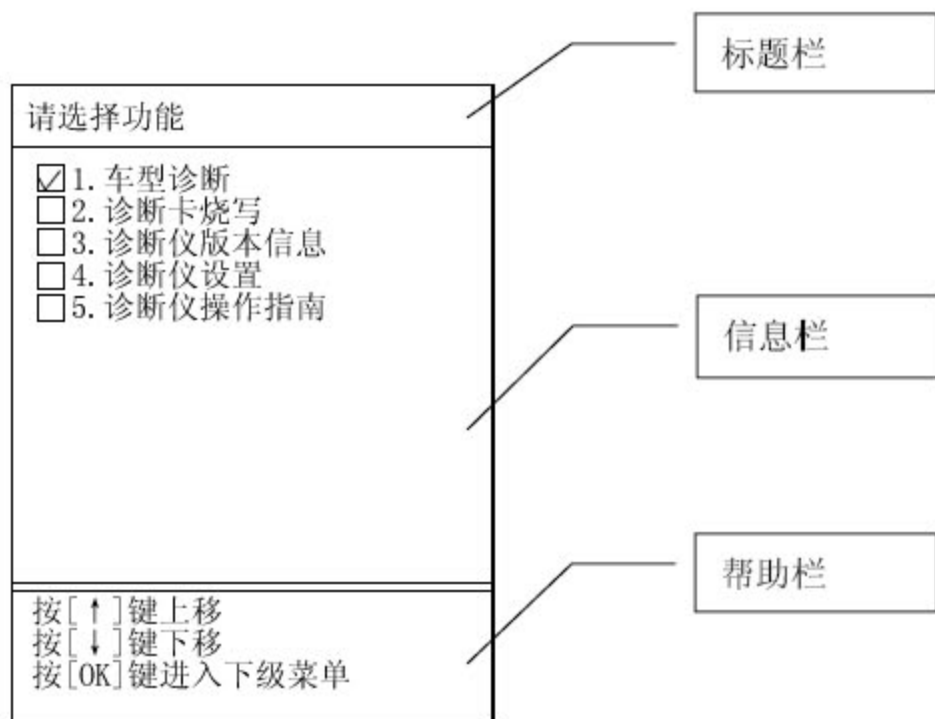 标题栏
请选择功能
☑1.车型诊断
□2.诊断卡烧写
□3.诊断仪版本信息
□4.诊断仪设置
□5.诊断仪操作指南
信息栏
帮助栏
按[↑]键上移
按[↓]键下移
按[OK]键进入下级菜单